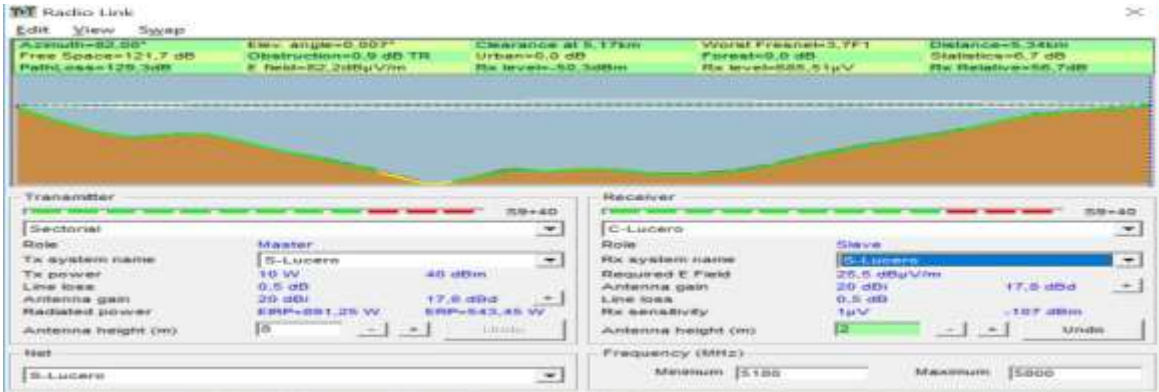 Radio Link
Edit View Swap
Azimuth=82,08° Elev. angle=0,007° Clearance at 5,17km Worst Fresnel=3,7F1 Distance=5,34km
Free Space=121,7 dB Obstruction=0,9 dB TR Urban=0,0 dB Forest=0,0 dB Statistics=6,7 dB
PathLoss=129,3dB E field=82,2dBµV/m Rx level=-50,3dBm Rx level=685,51µV Rx Relative=56,7dB
Transmitter
S9+40
Sectorial
Role Master
Tx system name S-Lucero
Tx power 10 W 40 dBm
Line loss 0,5 dB
Antenna gain 20 dBi 17,8 dBd +
Radiated power EIRP=891,25 W ERP=543,45 W
Antenna height (m) - + Undo
Net
S-Lucero
Receiver
S9+40
C-Lucero
Role Slave
Rx system name S-Lucero
Required E Field 25,5 dBµV/m
Antenna gain 20 dBi 17,8 dBd +
Line loss 0,5 dB
Rx sensitivity 1µV -107 dBm
Antenna height (m) 2 - + Undo
Frequency (MHz)
Minimum 5100 Maximum 5800